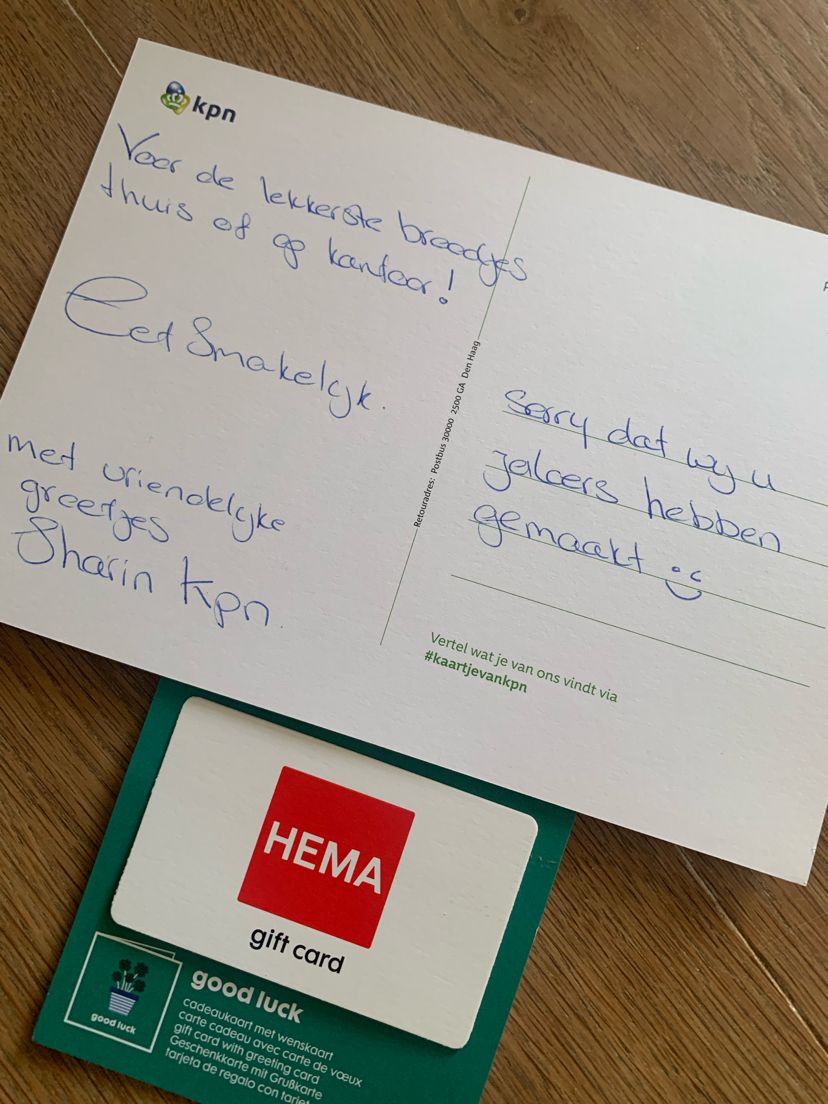 kpn
Voor de lekkerste broodjes
thuis of op kantoor!
Eet Smakelijk.
met vriendelijke
groetjes
Sharin Kpn.
Retouradres: Postbus 30000 2500 GA Den Haag
Sorry dat wij u
jaloers hebben
gemaakt
Vertel wat je van ons vindt via
#kaartjevankpn
HEMA
gift card
good luck
good luck
cadeaukaart met wenskaart
carte cadeau avec carte de vœux
gift card with greeting card
Geschenkkarte mit Grußkarte
tarjeta de regalo con tarjet